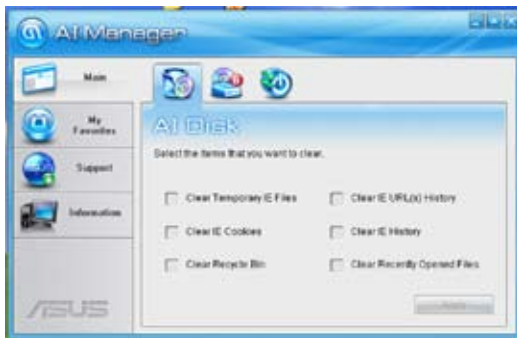 AI Manager
Main
My
Favorites
Support
Information
AI Disk
Select the items that you want to clear.
Clear Temporary IE Files
Clear IE URL(s) History
Clear IE Cookies
Clear IE History
Clear Recycle Bin
Clear Recently Opened Files
Apply
ASUS